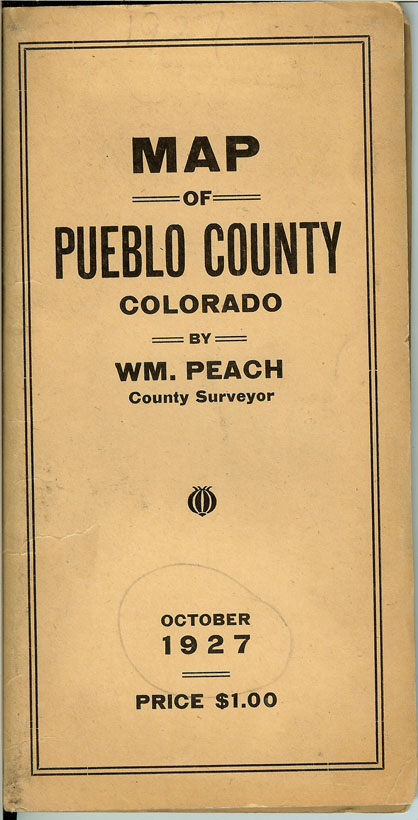 MAP
OF
PUEBLO COUNTY
COLORADO
BY
WM. PEACH
County Surveyor
OCTOBER
1927
PRICE $1.00